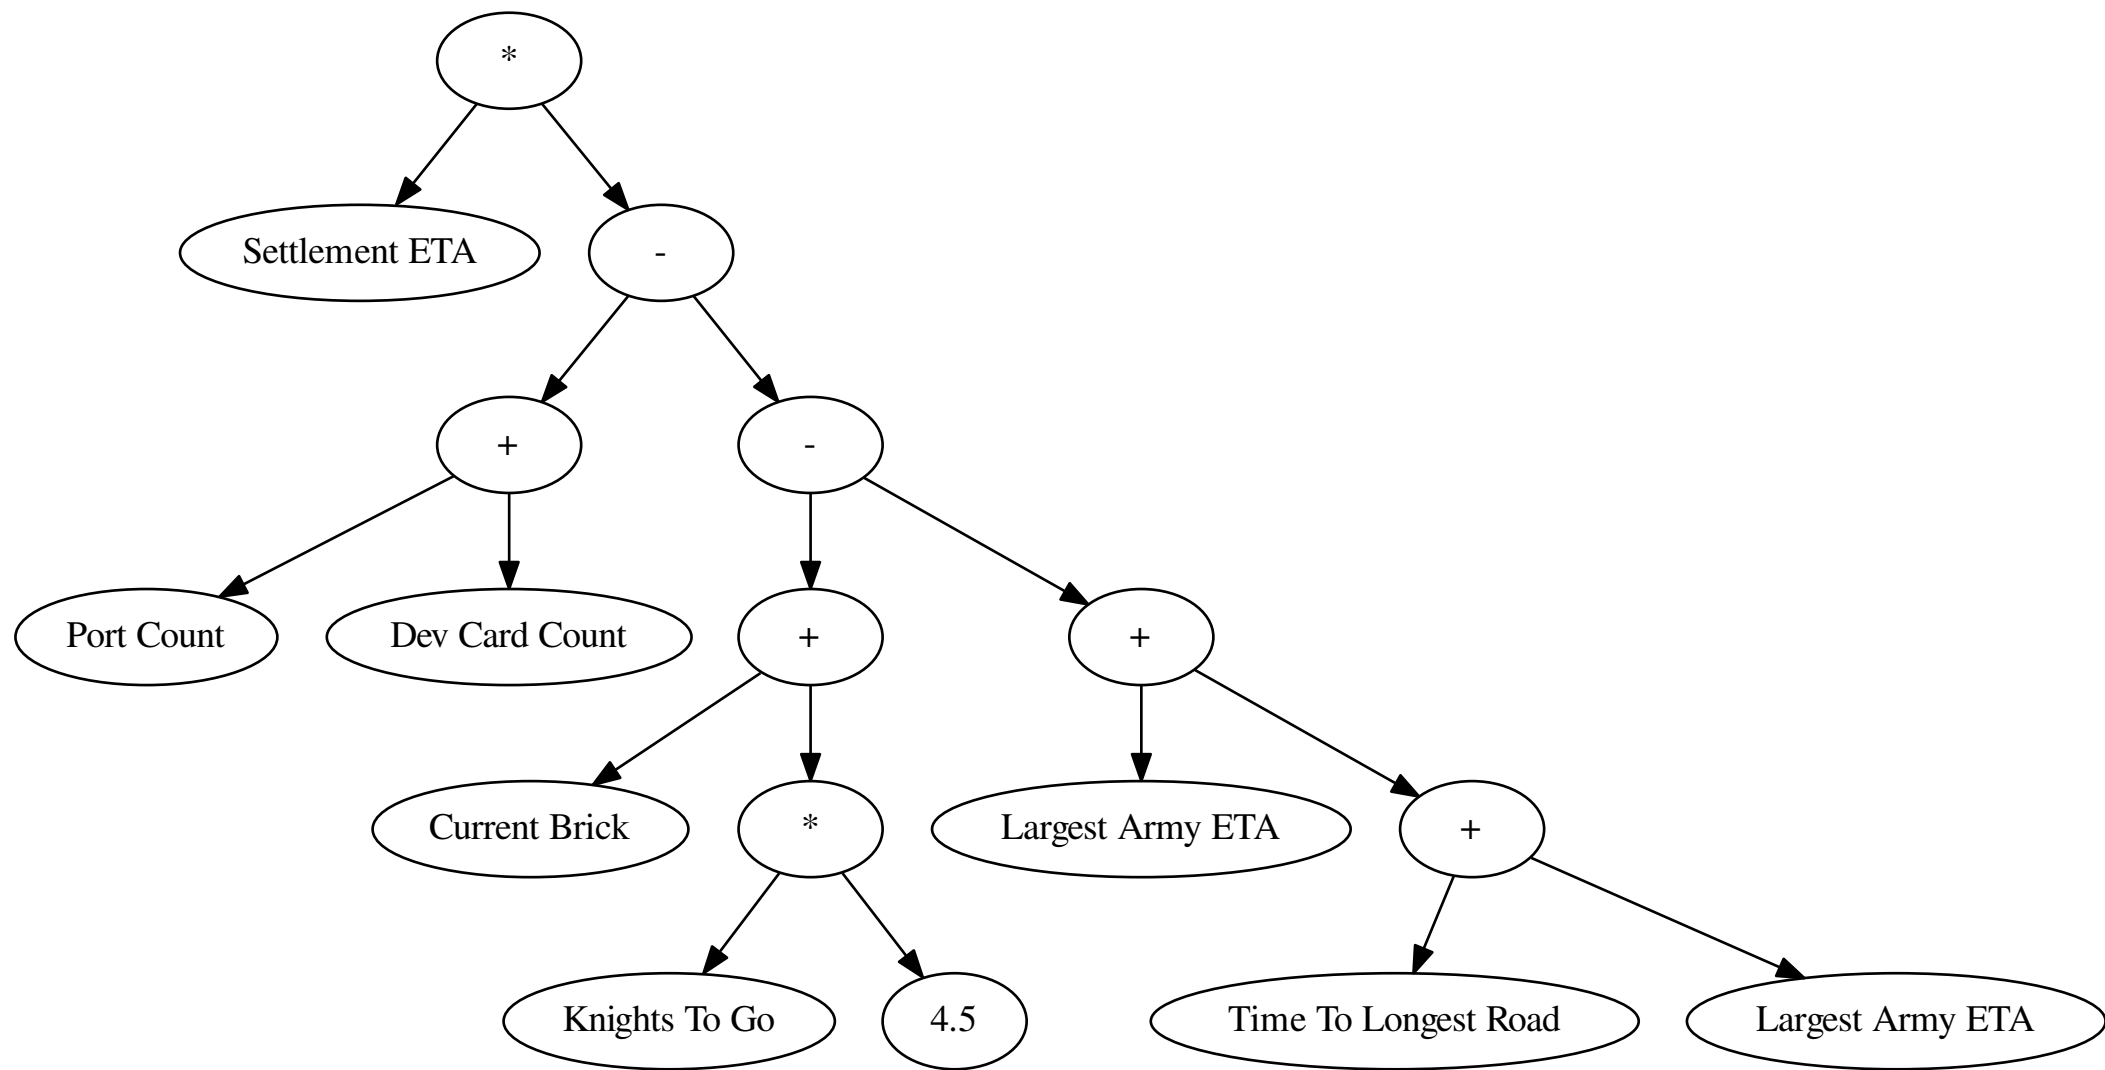 *
Settlement ETA
-
+
-
Port Count
Dev Card Count
+
+
Current Brick
*
Largest Army ETA
+
Knights To Go
4.5
Time To Longest Road
Largest Army ETA